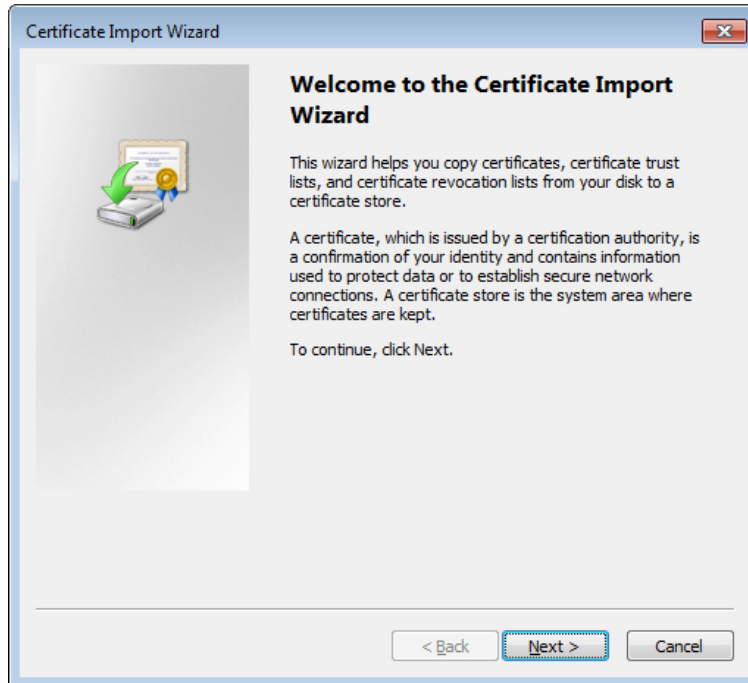 Certificate Import Wizard
Welcome to the Certificate Import
Wizard
This wizard helps you copy certificates, certificate trust
lists, and certificate revocation lists from your disk to a
certificate store.
A certificate, which is issued by a certification authority, is
a confirmation of your identity and contains information
used to protect data or to establish secure network
connections. A certificate store is the system area where
certificates are kept.
To continue, click Next.
< Back Next > Cancel